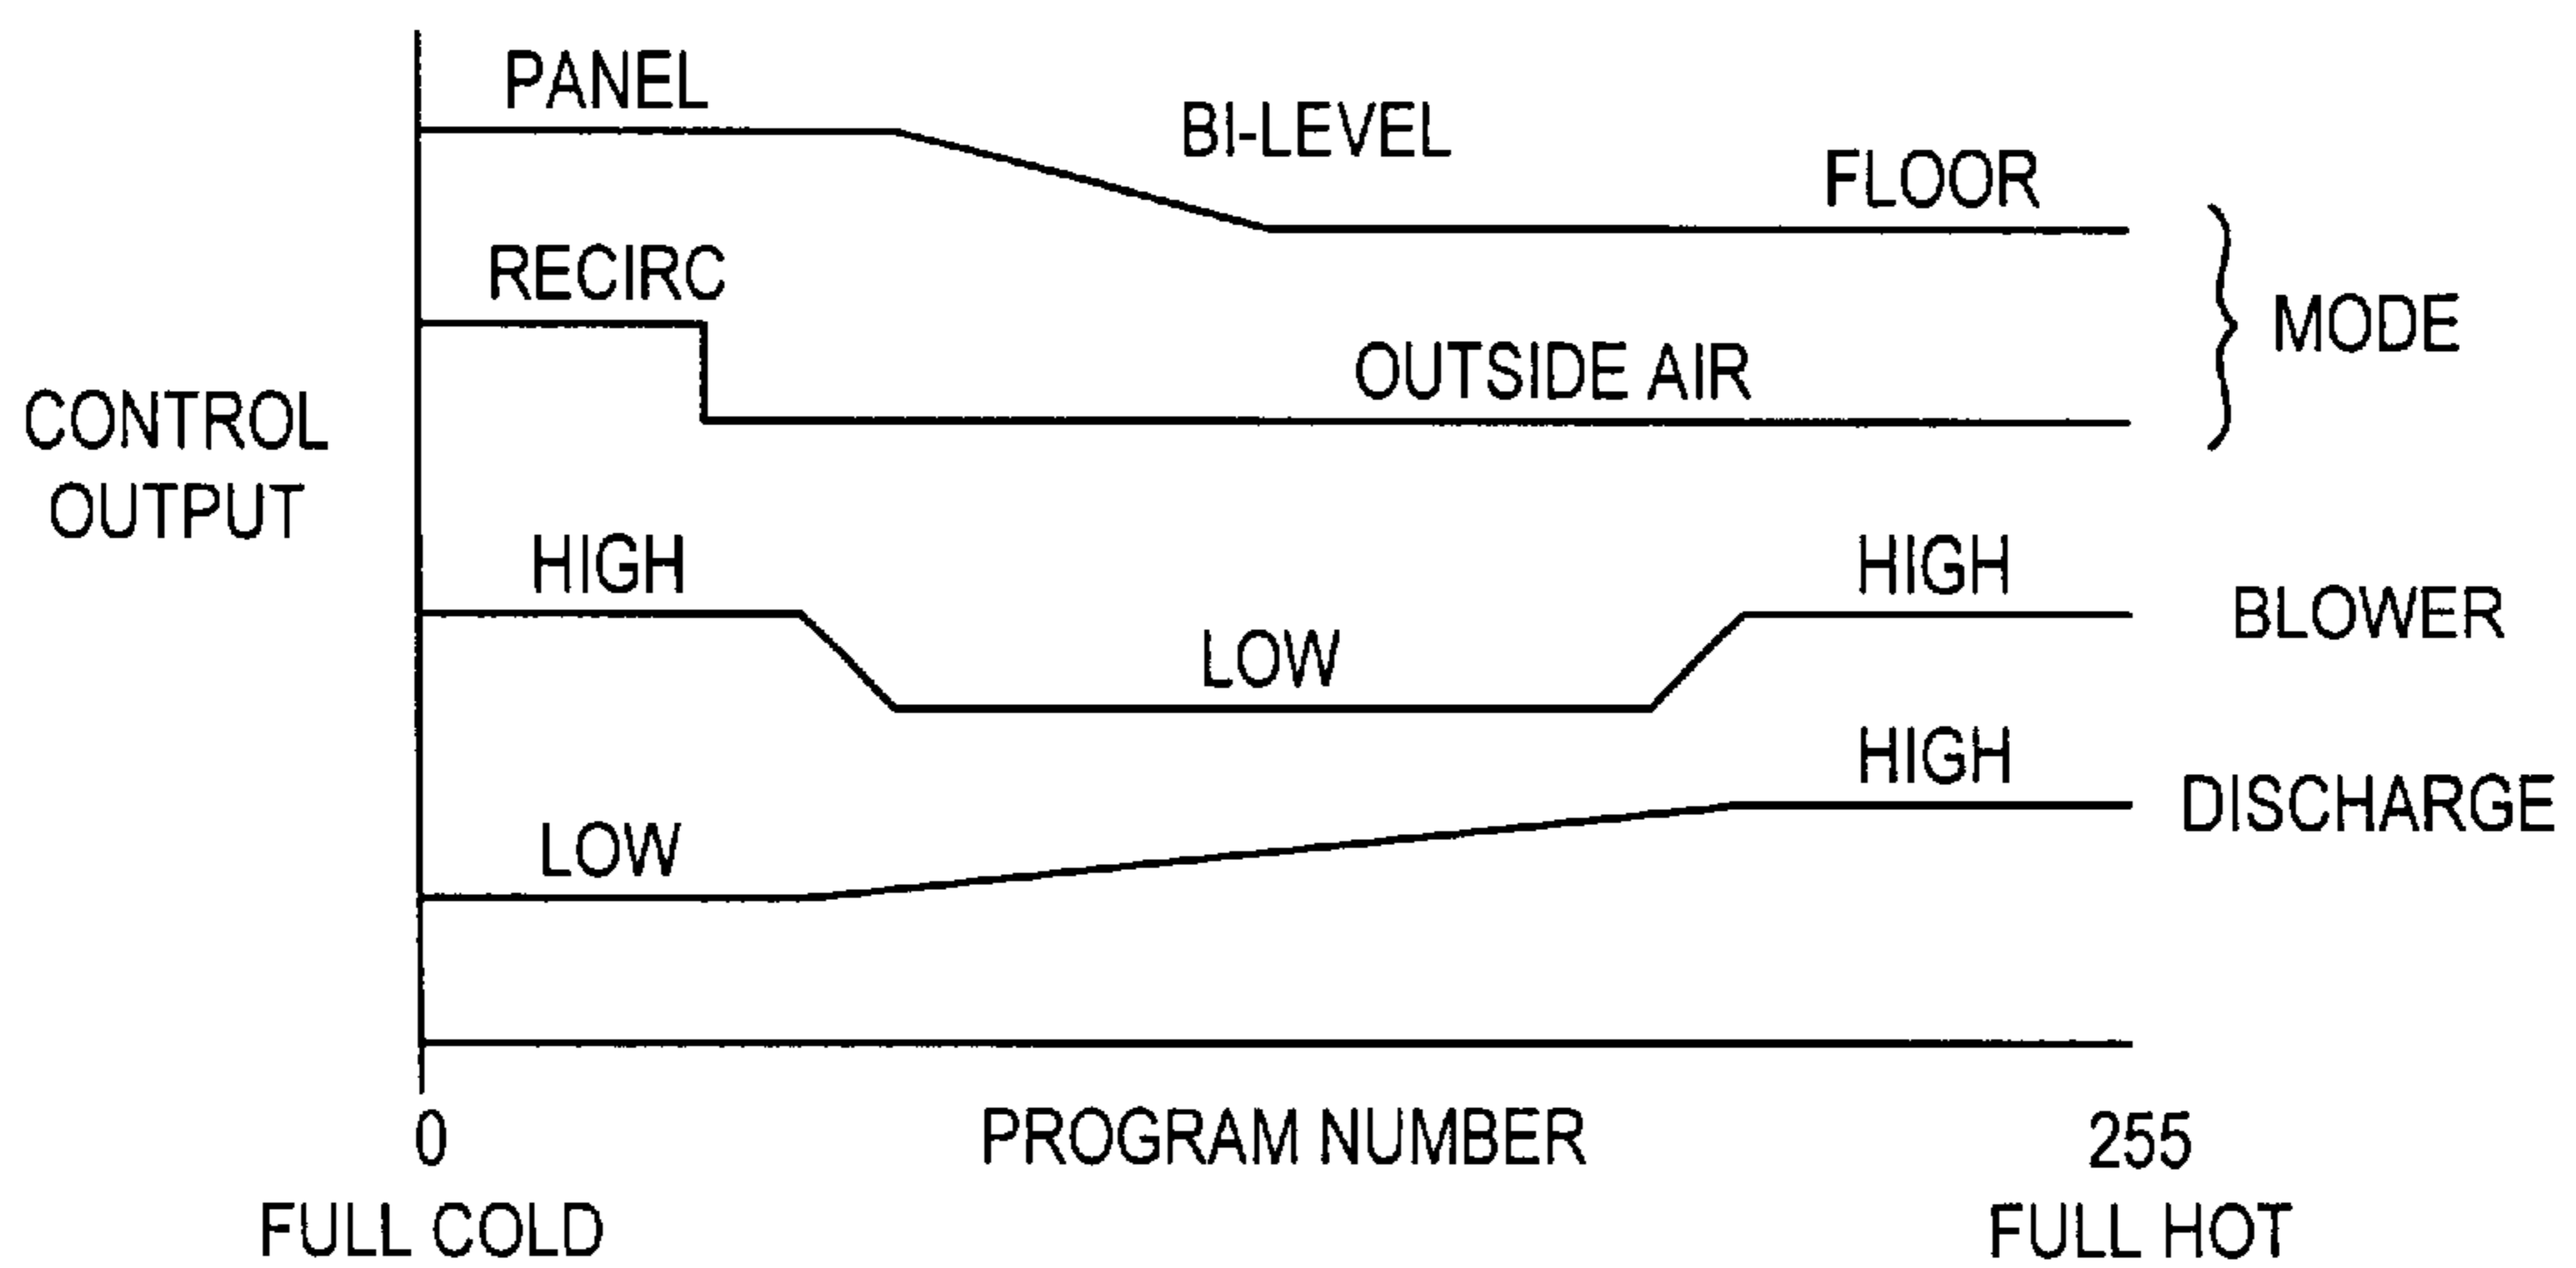 PANEL
BI-LEVEL
FLOOR
RECIRC
MODE
OUTSIDE AIR
CONTROL
OUTPUT
HIGH
HIGH
BLOWER
LOW
HIGH
DISCHARGE
LOW
0
PROGRAM NUMBER
255
FULL COLD
FULL HOT